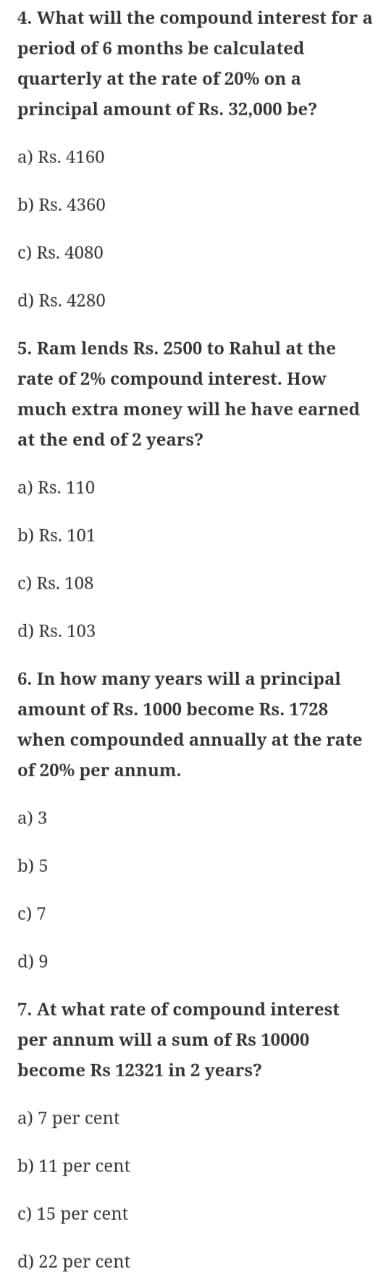 4. What will the compound interest for a
period of 6 months be calculated
quarterly at the rate of 20% on a
principal amount of Rs. 32,000 be?
a) Rs. 4160
b) Rs. 4360
c) Rs. 4080
d) Rs. 4280
5. Ram lends Rs. 2500 to Rahul at the
rate of 2% compound interest. How
much extra money will he have earned
at the end of 2 years?
a) Rs. 110
b) Rs. 101
c) Rs. 108
d) Rs. 103
6. In how many years will a principal
amount of Rs. 1000 become Rs. 1728
when compounded annually at the rate
of 20% per annum.
a) 3
b) 5
c) 7
d) 9
7. At what rate of compound interest
per annum will a sum of Rs 10000
become Rs 12321 in 2 years?
a) 7 per cent
b) 11 per cent
c) 15 per cent
d) 22 per cent